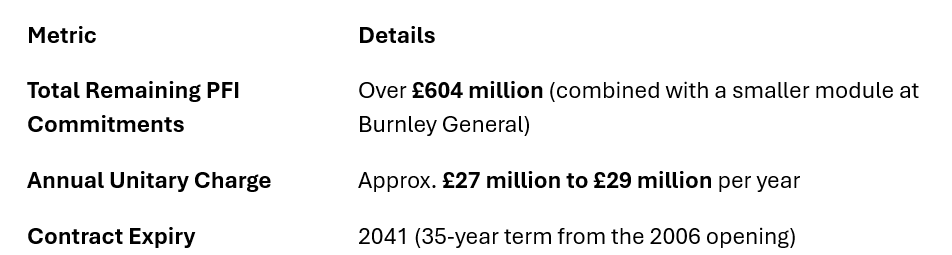 Metric Details
Total Remaining PFI Over £604 million (combined with a smaller module at
Commitments Burnley General)
Annual Unitary Charge Approx. £27 million to £29 million per year
Contract Expiry 2041 (35-year term from the 2006 opening)